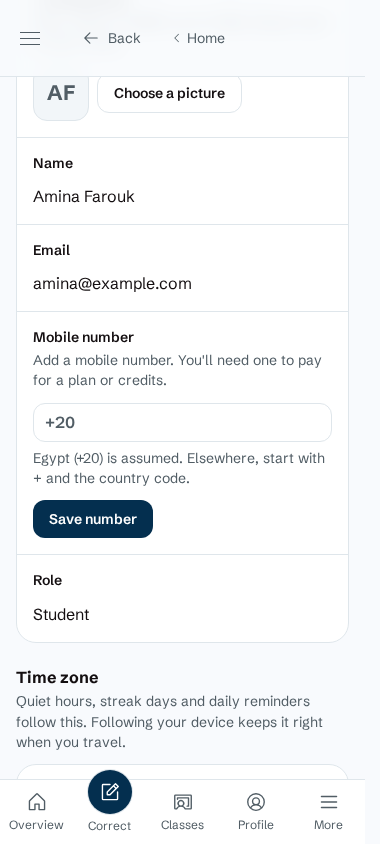 Back
Home
AF
Choose a picture
Name
Amina Farouk
Email
amina@example.com
Mobile number
Add a mobile number. You'll need one to pay
for a plan or credits.
+20
Egypt (+20) is assumed. Elsewhere, start with
+ and the country code.
Save number
Role
Student
Time zone
Quiet hours, streak days and daily reminders
follow this. Following your device keeps it right
when you travel.
Overview
Correct
Classes
Profile
More